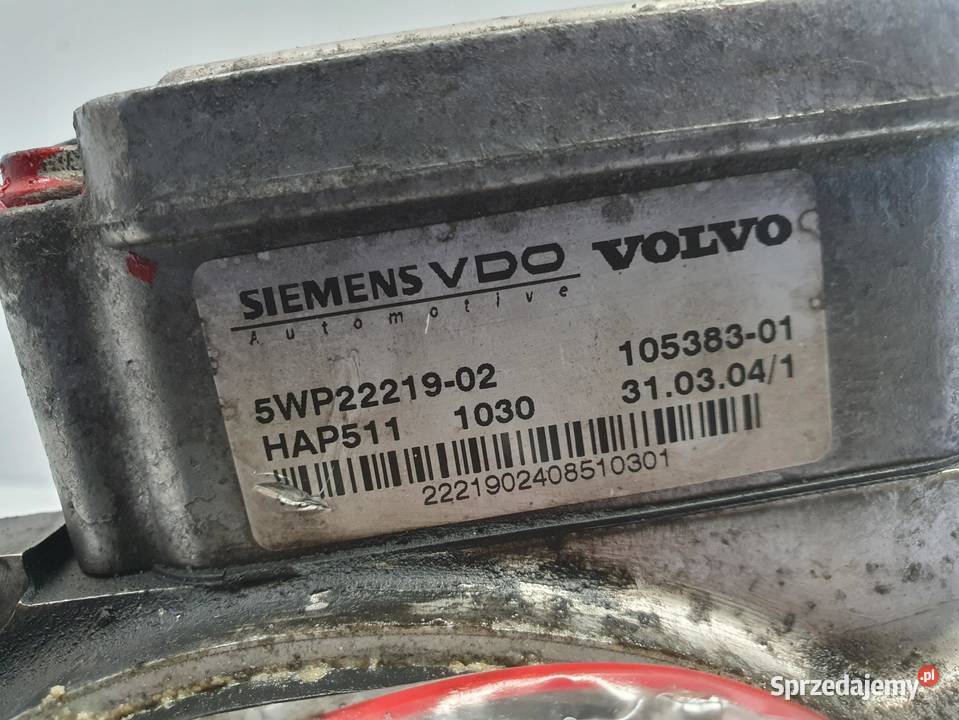 SIEMENS VDO VOLVO
Automotive
5WP22219-02 105383-01
HAP511 1030 31.03.04/1
2221902408510301
Sprzedajemy.pl